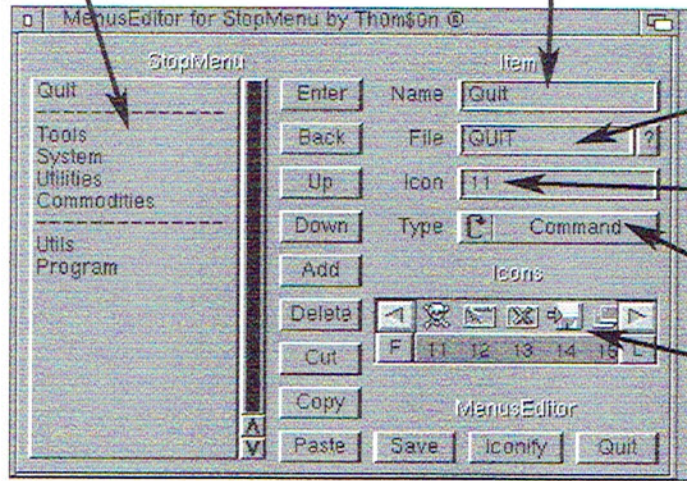 MenusEditor for StopMenu by Th0m$0n ®
StopMenu
Quit
Tools
System
Utilities
Commodities
Utils
Program
Enter
Back
Up
Down
Add
Delete
Cut
Copy
Paste
Item
Name Quit
File QUIT ?
Icon 11
Type Command
Icons
F 11 12 13 14 15 L
MenusEditor
Save Iconify Quit